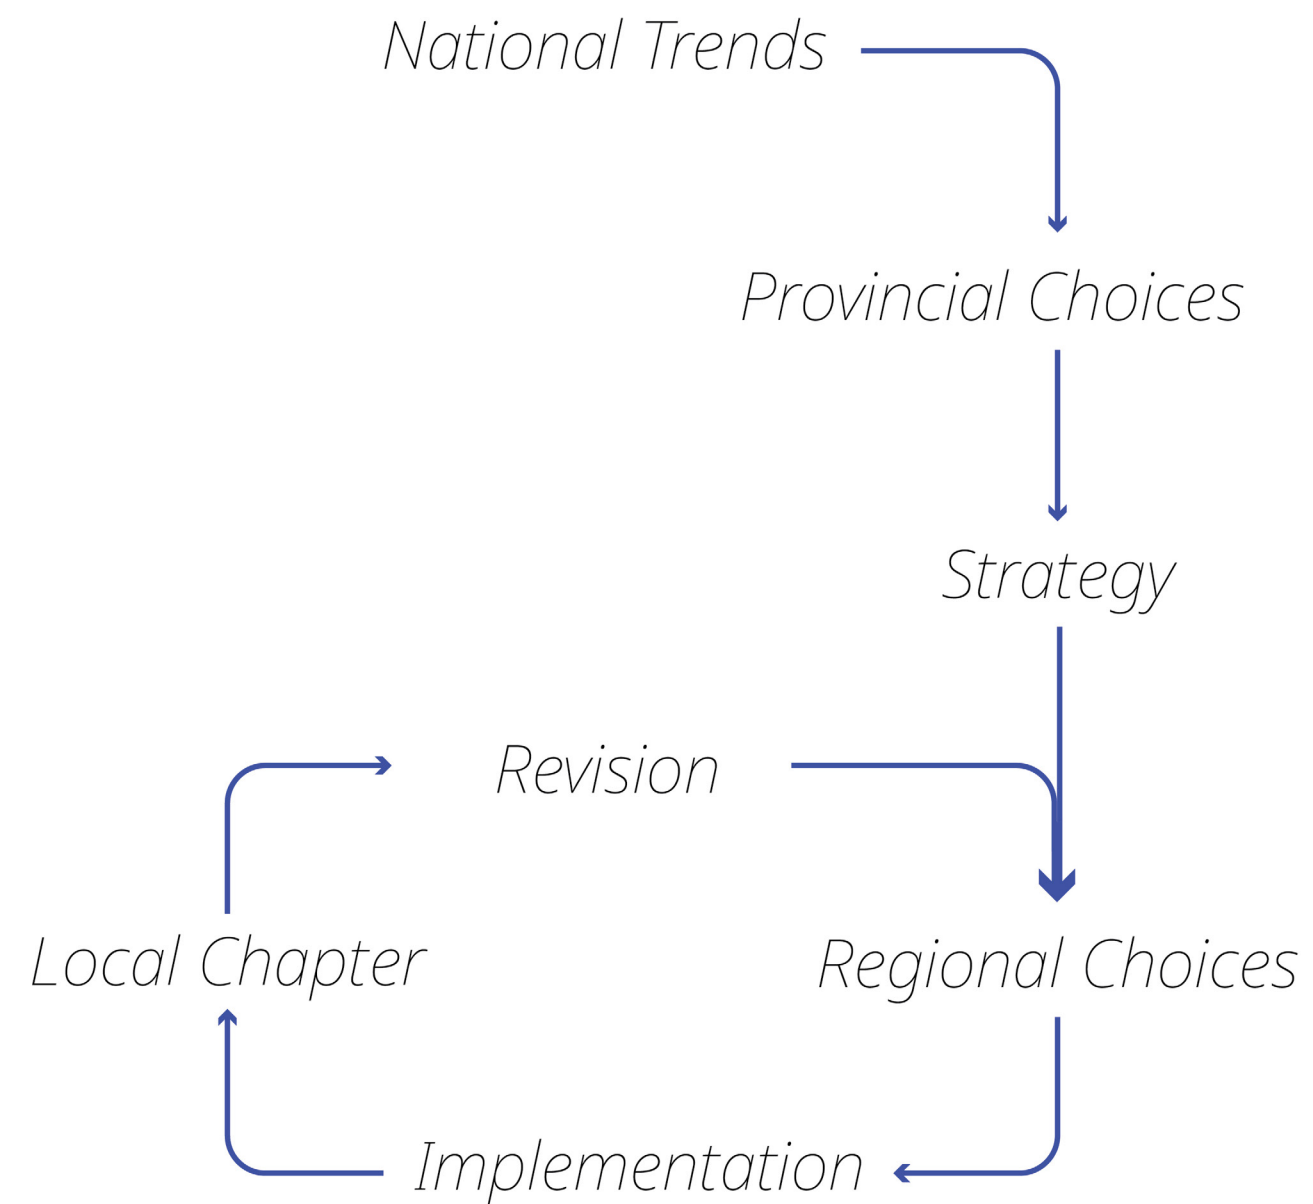 National Trends
Provincial Choices
Strategy
Revision
Local Chapter
Regional Choices
Implementation